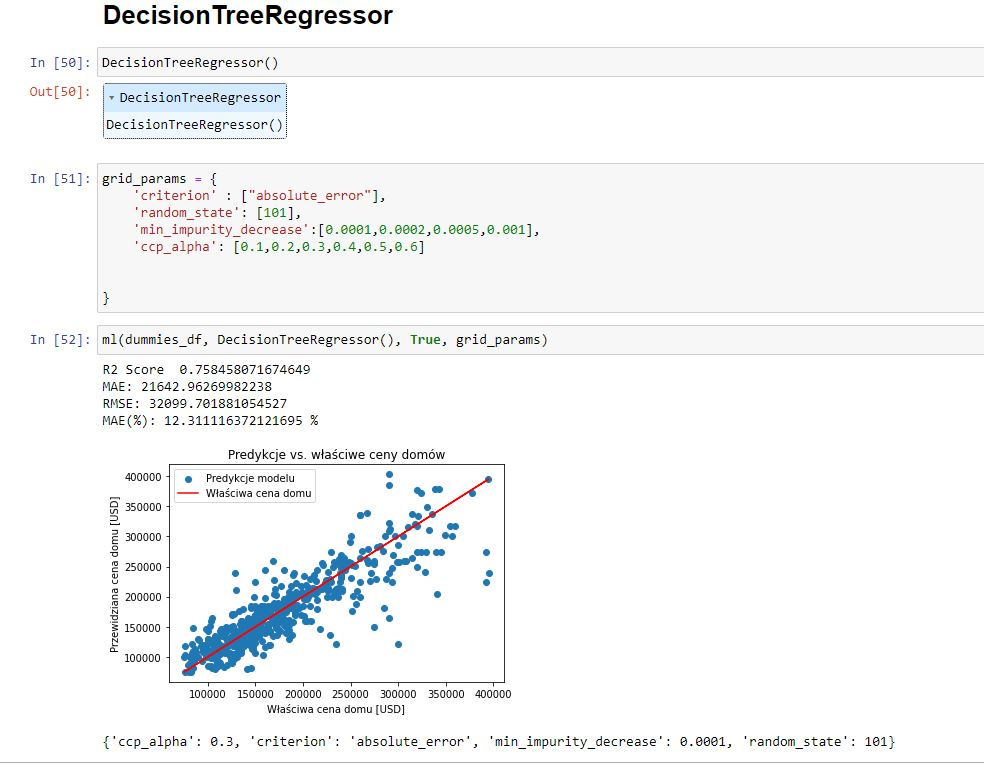 DecisionTreeRegressor
In [50]: DecisionTreeRegressor()
Out[50]: ▾ DecisionTreeRegressor
DecisionTreeRegressor()
In [51]: grid_params = {
'criterion' : ["absolute_error"],
'random_state': [101],
'min_impurity_decrease':[0.0001,0.0002,0.0005,0.001],
'ccp_alpha': [0.1,0.2,0.3,0.4,0.5,0.6]
}
In [52]: ml(dummies_df, DecisionTreeRegressor(), True, grid_params)
R2 Score  0.758458071674649
MAE: 21642.96269982238
RMSE: 32099.701881054527
MAE(%): 12.311116372121695 %
Predykcje vs. właściwe ceny domów
Predykcje modelu
Właściwa cena domu
Przewidziana cena domu [USD]
400000
350000
300000
250000
200000
150000
100000
100000 150000 200000 250000 300000 350000 400000
Właściwa cena domu [USD]
{'ccp_alpha': 0.3, 'criterion': 'absolute_error', 'min_impurity_decrease': 0.0001, 'random_state': 101}